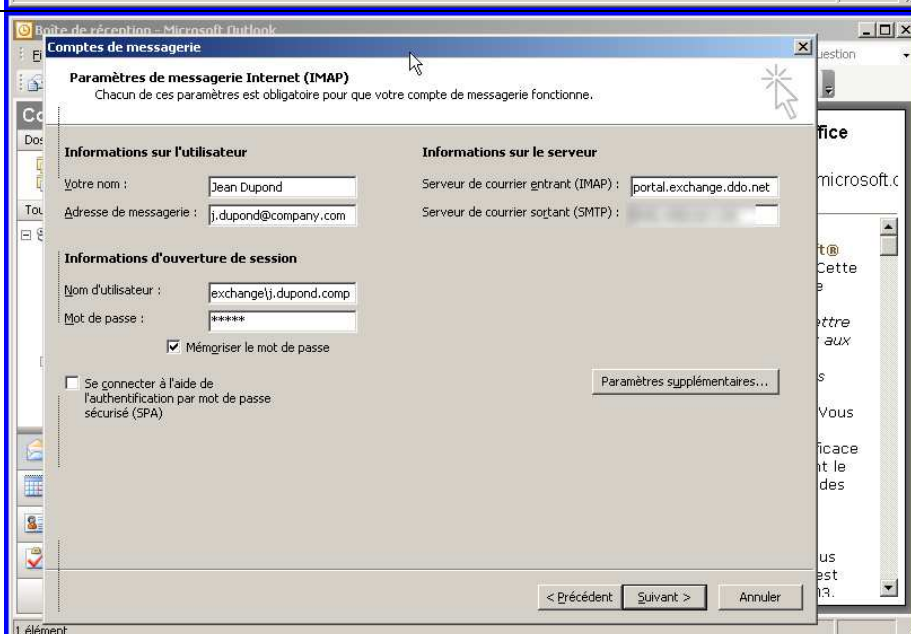 Boîte de réception - Microsoft Outlook
Comptes de messagerie
Paramètres de messagerie Internet (IMAP)
Chacun de ces paramètres est obligatoire pour que votre compte de messagerie fonctionne.
Informations sur l'utilisateur
Votre nom :
Jean Dupond
Adresse de messagerie :
j.dupond@company.com
Informations sur le serveur
Serveur de courrier entrant (IMAP) :
portal.exchange.ddo.net
Serveur de courrier sortant (SMTP) :
Informations d'ouverture de session
Nom d'utilisateur :
exchange\j.dupond.comp
Mot de passe :
*****
Mémoriser le mot de passe
Se connecter à l'aide de
l'authentification par mot de passe
sécurisé (SPA)
Paramètres supplémentaires...
< Précédent
Suivant >
Annuler
Cette
aux
Vous
le
des
1 élément